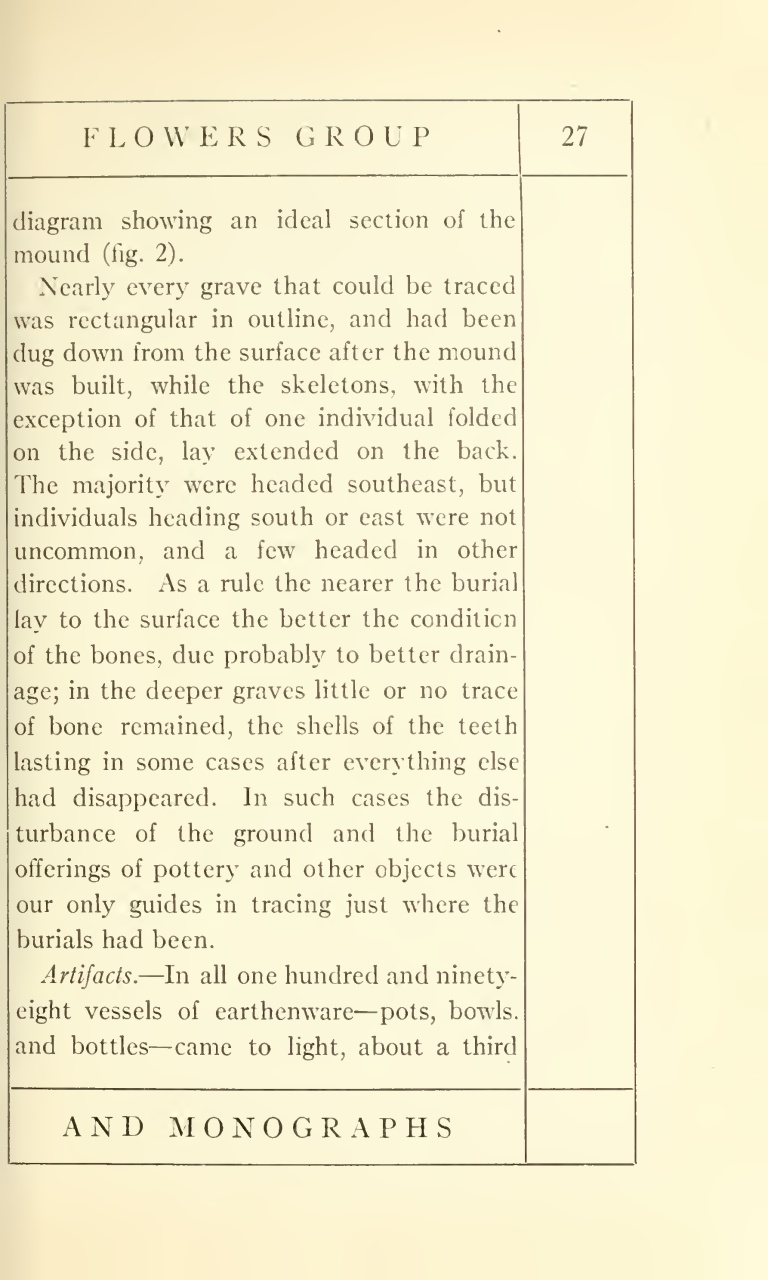 FLOWERS GROUP
27
diagram showing an ideal section of the
mound (fig. 2).
Nearly every grave that could be traced
was rectangular in outline, and had been
dug down from the surface after the mound
was built, while the skeletons, with the
exception of that of one individual folded
on the side, lay extended on the back.
The majority were headed southeast, but
individuals heading south or east were not
uncommon, and a few headed in other
directions. As a rule the nearer the burial
lay to the surface the better the condition
of the bones, due probably to better drain-
age; in the deeper graves little or no trace
of bone remained, the shells of the teeth
lasting in some cases after everything else
had disappeared. In such cases the dis-
turbance of the ground and the burial
offerings of pottery and other objects were
our only guides in tracing just where the
burials had been.
Artifacts.—In all one hundred and ninety-
eight vessels of earthenware—pots, bowls.
and bottles—came to light, about a third
AND MONOGRAPHS